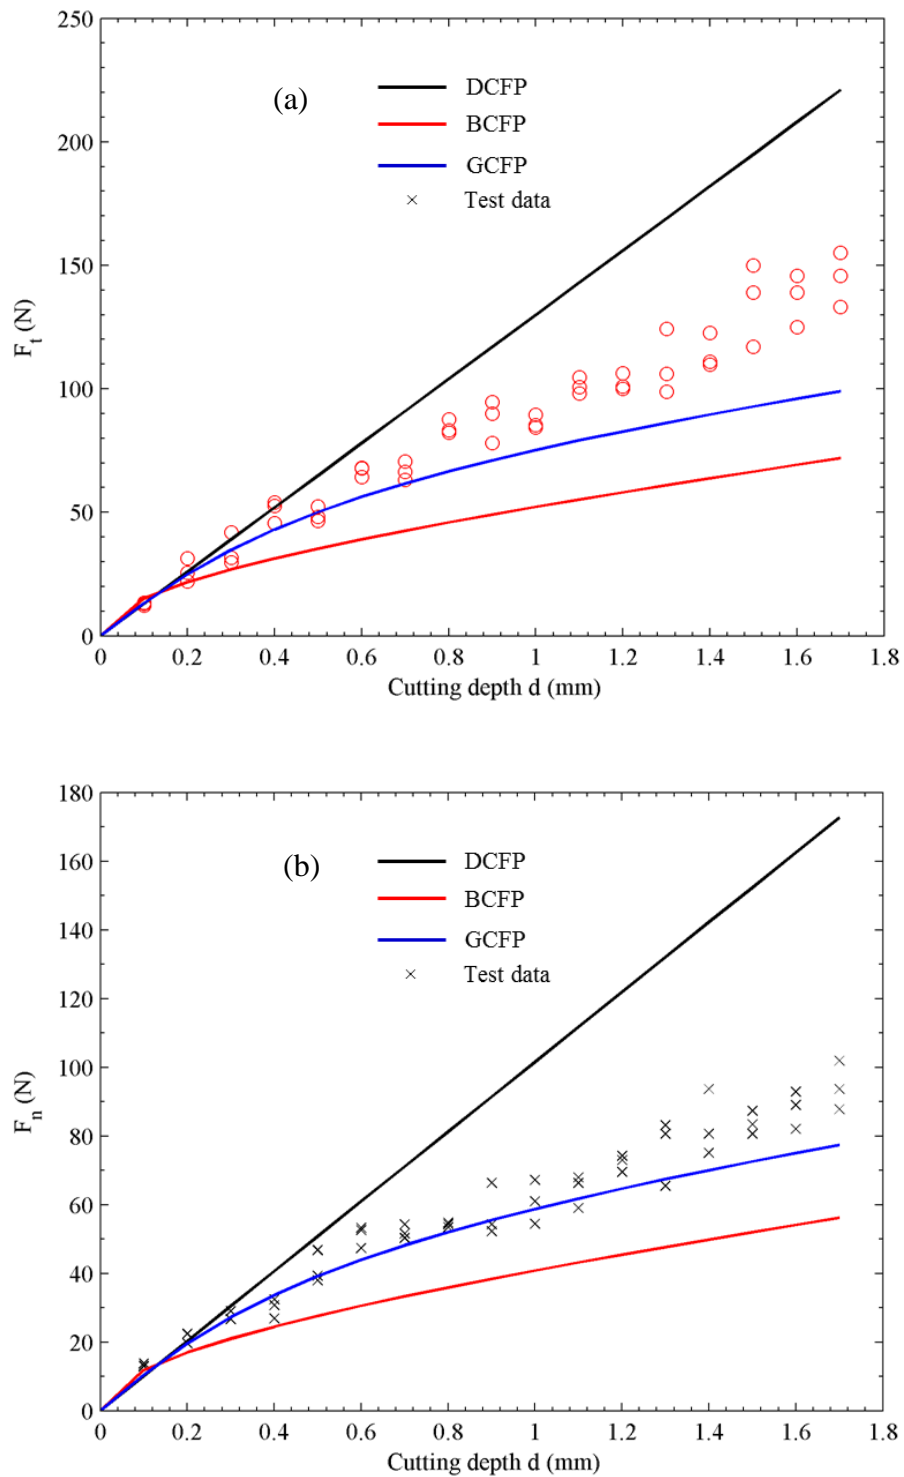 250
200
150
100
50
0
F_t (N)
(a)
DCFP
BCFP
GCFP
Test data
0 0.2 0.4 0.6 0.8 1 1.2 1.4 1.6 1.8
Cutting depth d (mm)
180
160
140
120
100
80
60
40
20
0
F_n (N)
(b)
DCFP
BCFP
GCFP
Test data
0 0.2 0.4 0.6 0.8 1 1.2 1.4 1.6 1.8
Cutting depth d (mm)